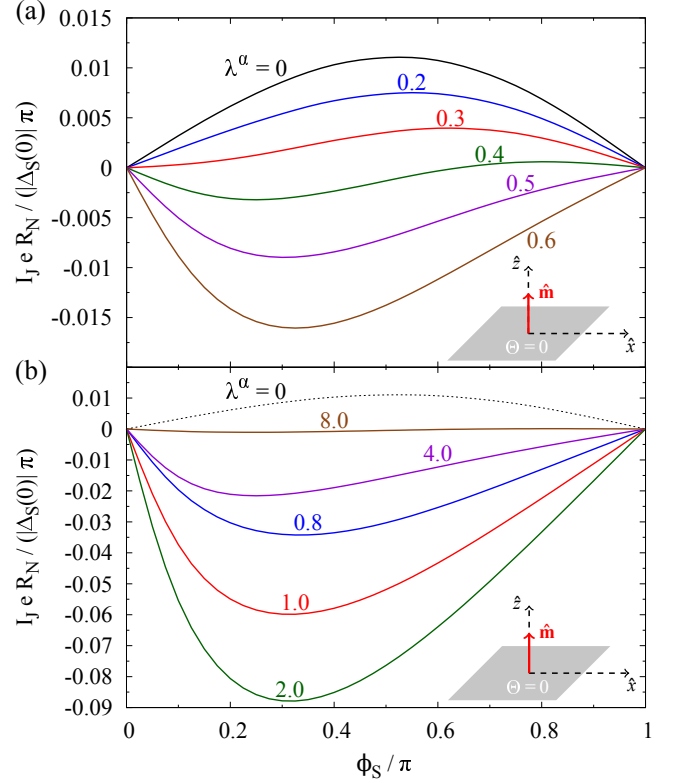 (a)
0.015
0.01
0.005
0
-0.005
-0.01
-0.015
I_J e R_N / (|Δ_S(0)| π)
λ^α = 0
0.2
0.3
0.4
0.5
0.6
ẑ
m̂
Θ = 0
x̂
(b)
0.01
0
-0.01
-0.02
-0.03
-0.04
-0.05
-0.06
-0.07
-0.08
-0.09
I_J e R_N / (|Δ_S(0)| π)
λ^α = 0
8.0
4.0
0.8
1.0
2.0
ẑ
m̂
Θ = 0
x̂
0 0.2 0.4 0.6 0.8 1
ϕ_S / π